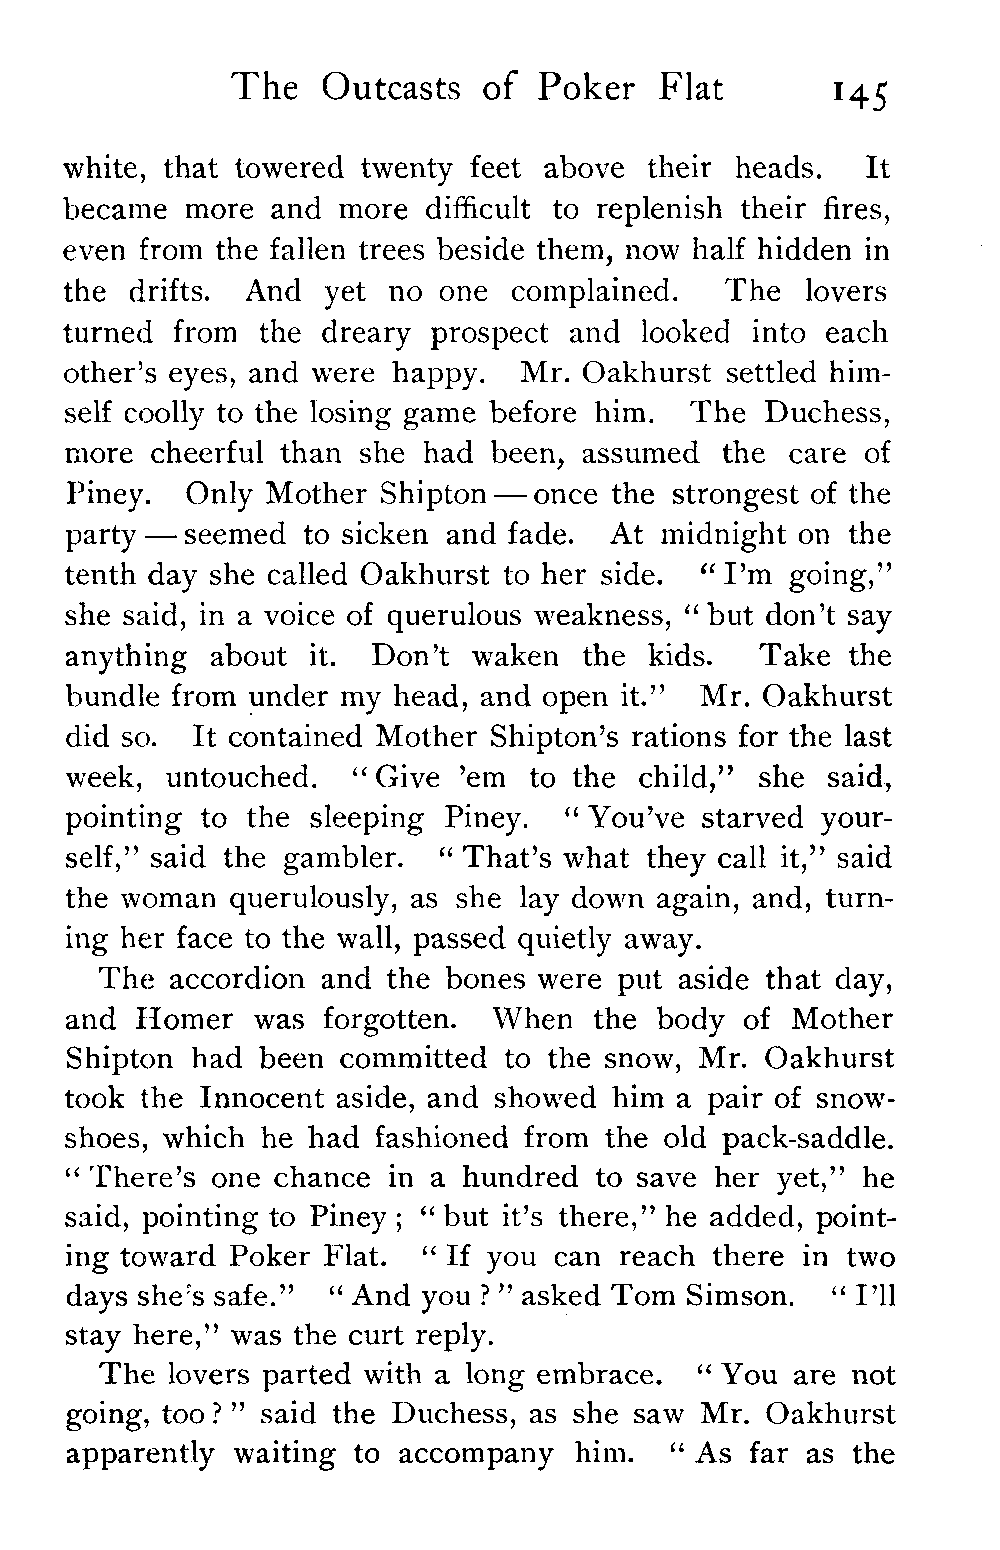 The Outcasts of Poker Flat 145
white, that towered twenty feet above their heads. It
became more and more difficult to replenish their fires,
even from the fallen trees beside them, now half hidden in
the drifts. And yet no one complained. The lovers
turned from the dreary prospect and looked into each
other's eyes, and were happy. Mr. Oakhurst settled him-
self coolly to the losing game before him. The Duchess,
more cheerful than she had been, assumed the care of
Piney. Only Mother Shipton — once the strongest of the
party — seemed to sicken and fade. At midnight on the
tenth day she called Oakhurst to her side. “I'm going,”
she said, in a voice of querulous weakness, “but don't say
anything about it. Don't waken the kids. Take the
bundle from under my head, and open it.” Mr. Oakhurst
did so. It contained Mother Shipton's rations for the last
week, untouched. “Give 'em to the child,” she said,
pointing to the sleeping Piney. “You've starved your-
self,” said the gambler. “That's what they call it,” said
the woman querulously, as she lay down again, and, turn-
ing her face to the wall, passed quietly away.
The accordion and the bones were put aside that day,
and Homer was forgotten. When the body of Mother
Shipton had been committed to the snow, Mr. Oakhurst
took the Innocent aside, and showed him a pair of snow-
shoes, which he had fashioned from the old pack-saddle.
“There's one chance in a hundred to save her yet,” he
said, pointing to Piney; “but it's there,” he added, point-
ing toward Poker Flat. “If you can reach there in two
days she's safe.” “And you?” asked Tom Simson. “I'll
stay here,” was the curt reply.
The lovers parted with a long embrace. “You are not
going, too?” said the Duchess, as she saw Mr. Oakhurst
apparently waiting to accompany him. “As far as the